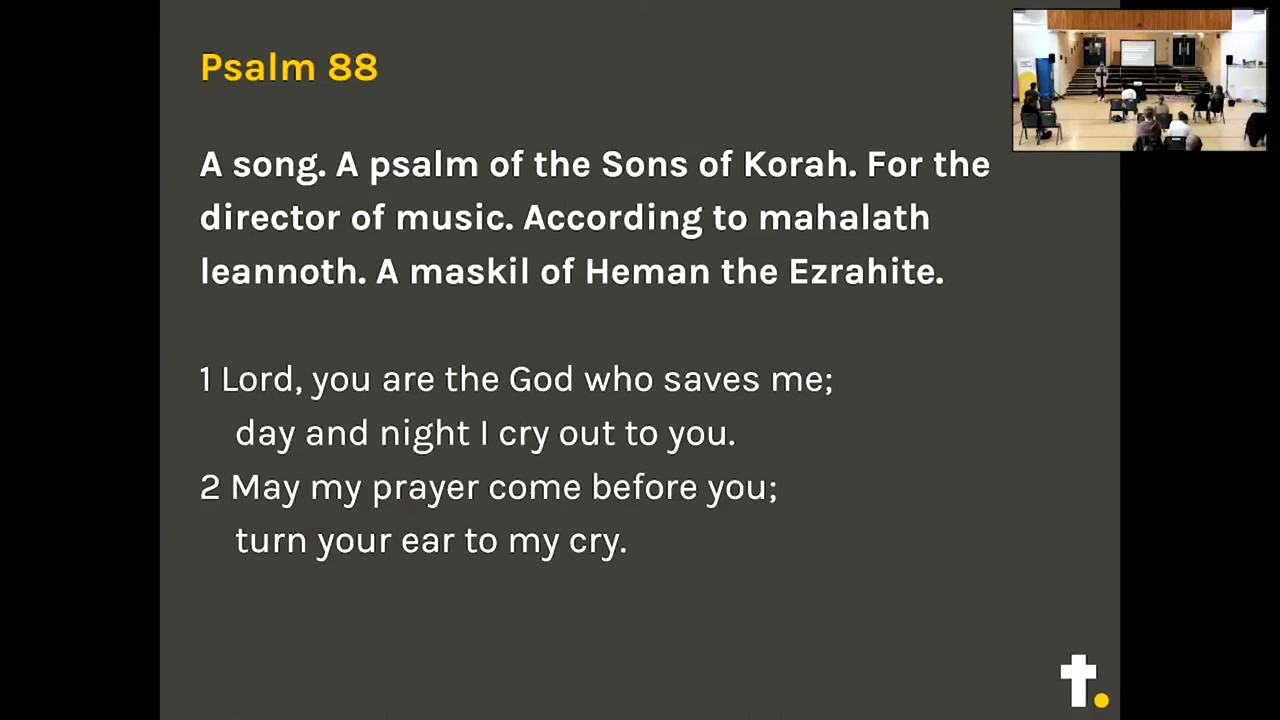 Psalm 88
A song. A psalm of the Sons of Korah. For the
director of music. According to mahalath
leannoth. A maskil of Heman the Ezrahite.
1 Lord, you are the God who saves me;
day and night I cry out to you.
2 May my prayer come before you;
turn your ear to my cry.